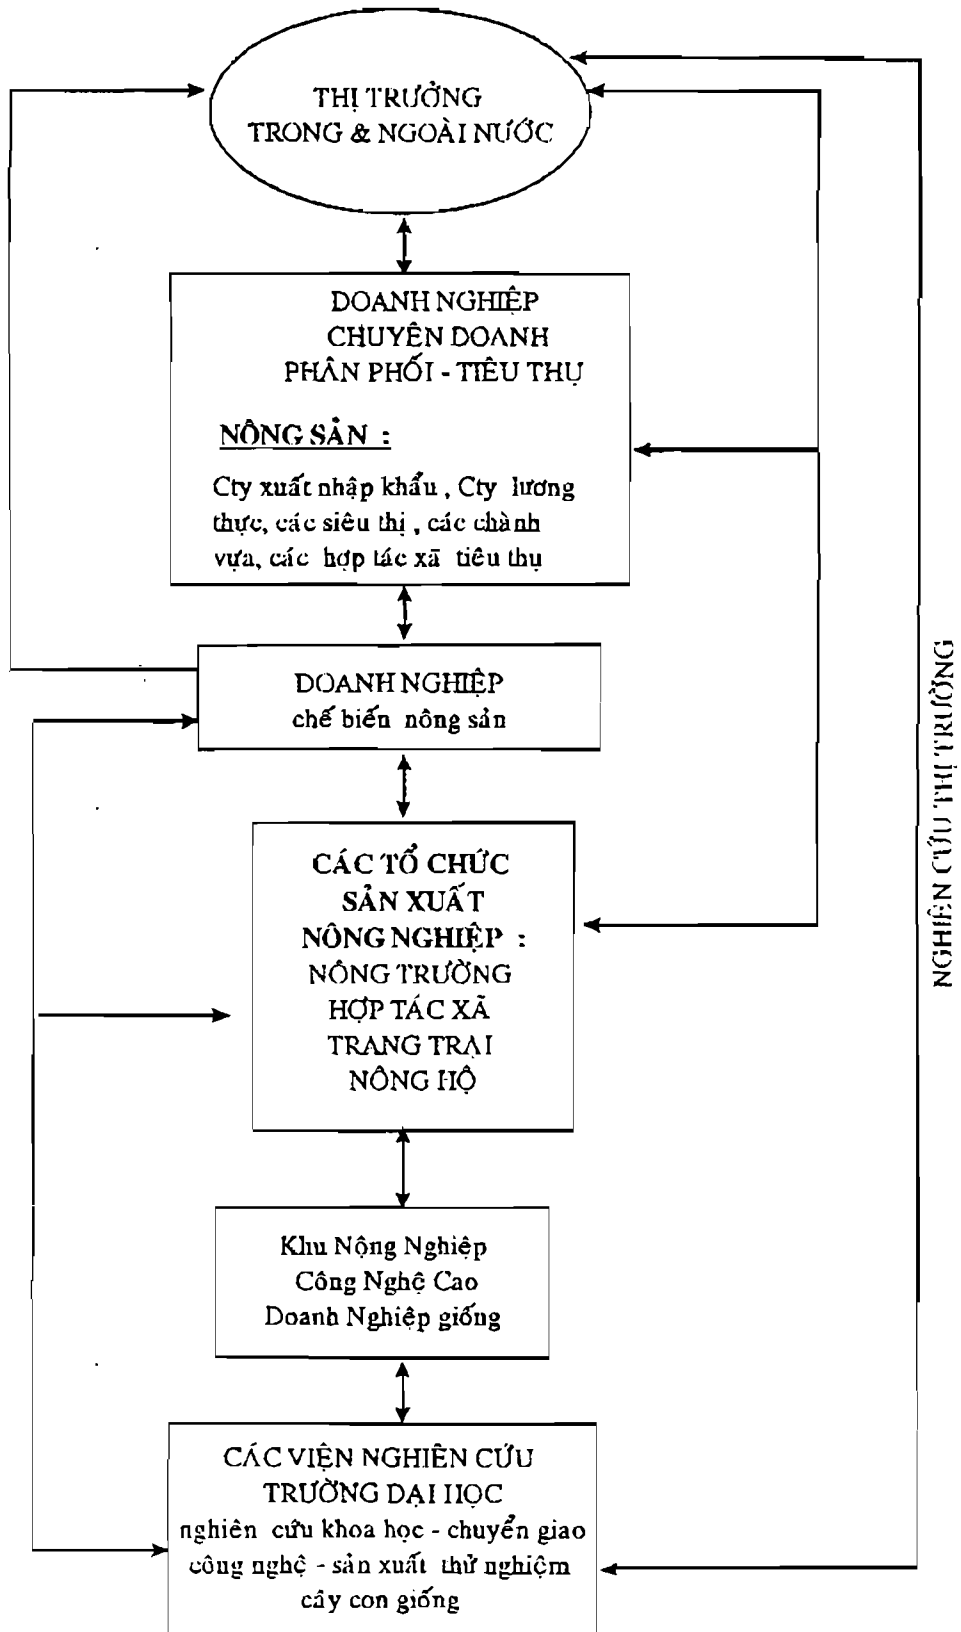 THỊ TRƯỜNG
TRONG & NGOÀI NƯỚC
DOANH NGHIỆP
CHUYÊN DOANH
PHÂN PHỐI - TIÊU THỤ
NÔNG SẢN :
Cty xuất nhập khẩu , Cty lương
thực, các siêu thị , các chành
vựa, các hợp tác xã tiêu thụ
DOANH NGHIỆP
chế biến nông sản
CÁC TỔ CHỨC
SẢN XUẤT
NÔNG NGHIỆP :
NÔNG TRƯỜNG
HỢP TÁC XÃ
TRANG TRẠI
NÔNG HỘ
Khu Nộng Nghiệp
Công Nghệ Cao
Doanh Nghiệp giống
CÁC VIỆN NGHIÊN CỨU
TRƯỜNG DẠI HỌC
nghiên cứu khoa học - chuyển giao
công nghệ - sản xuất thử nghiệm
cây con giống
NGHIÊN CỨU THỊ TRƯỜNG